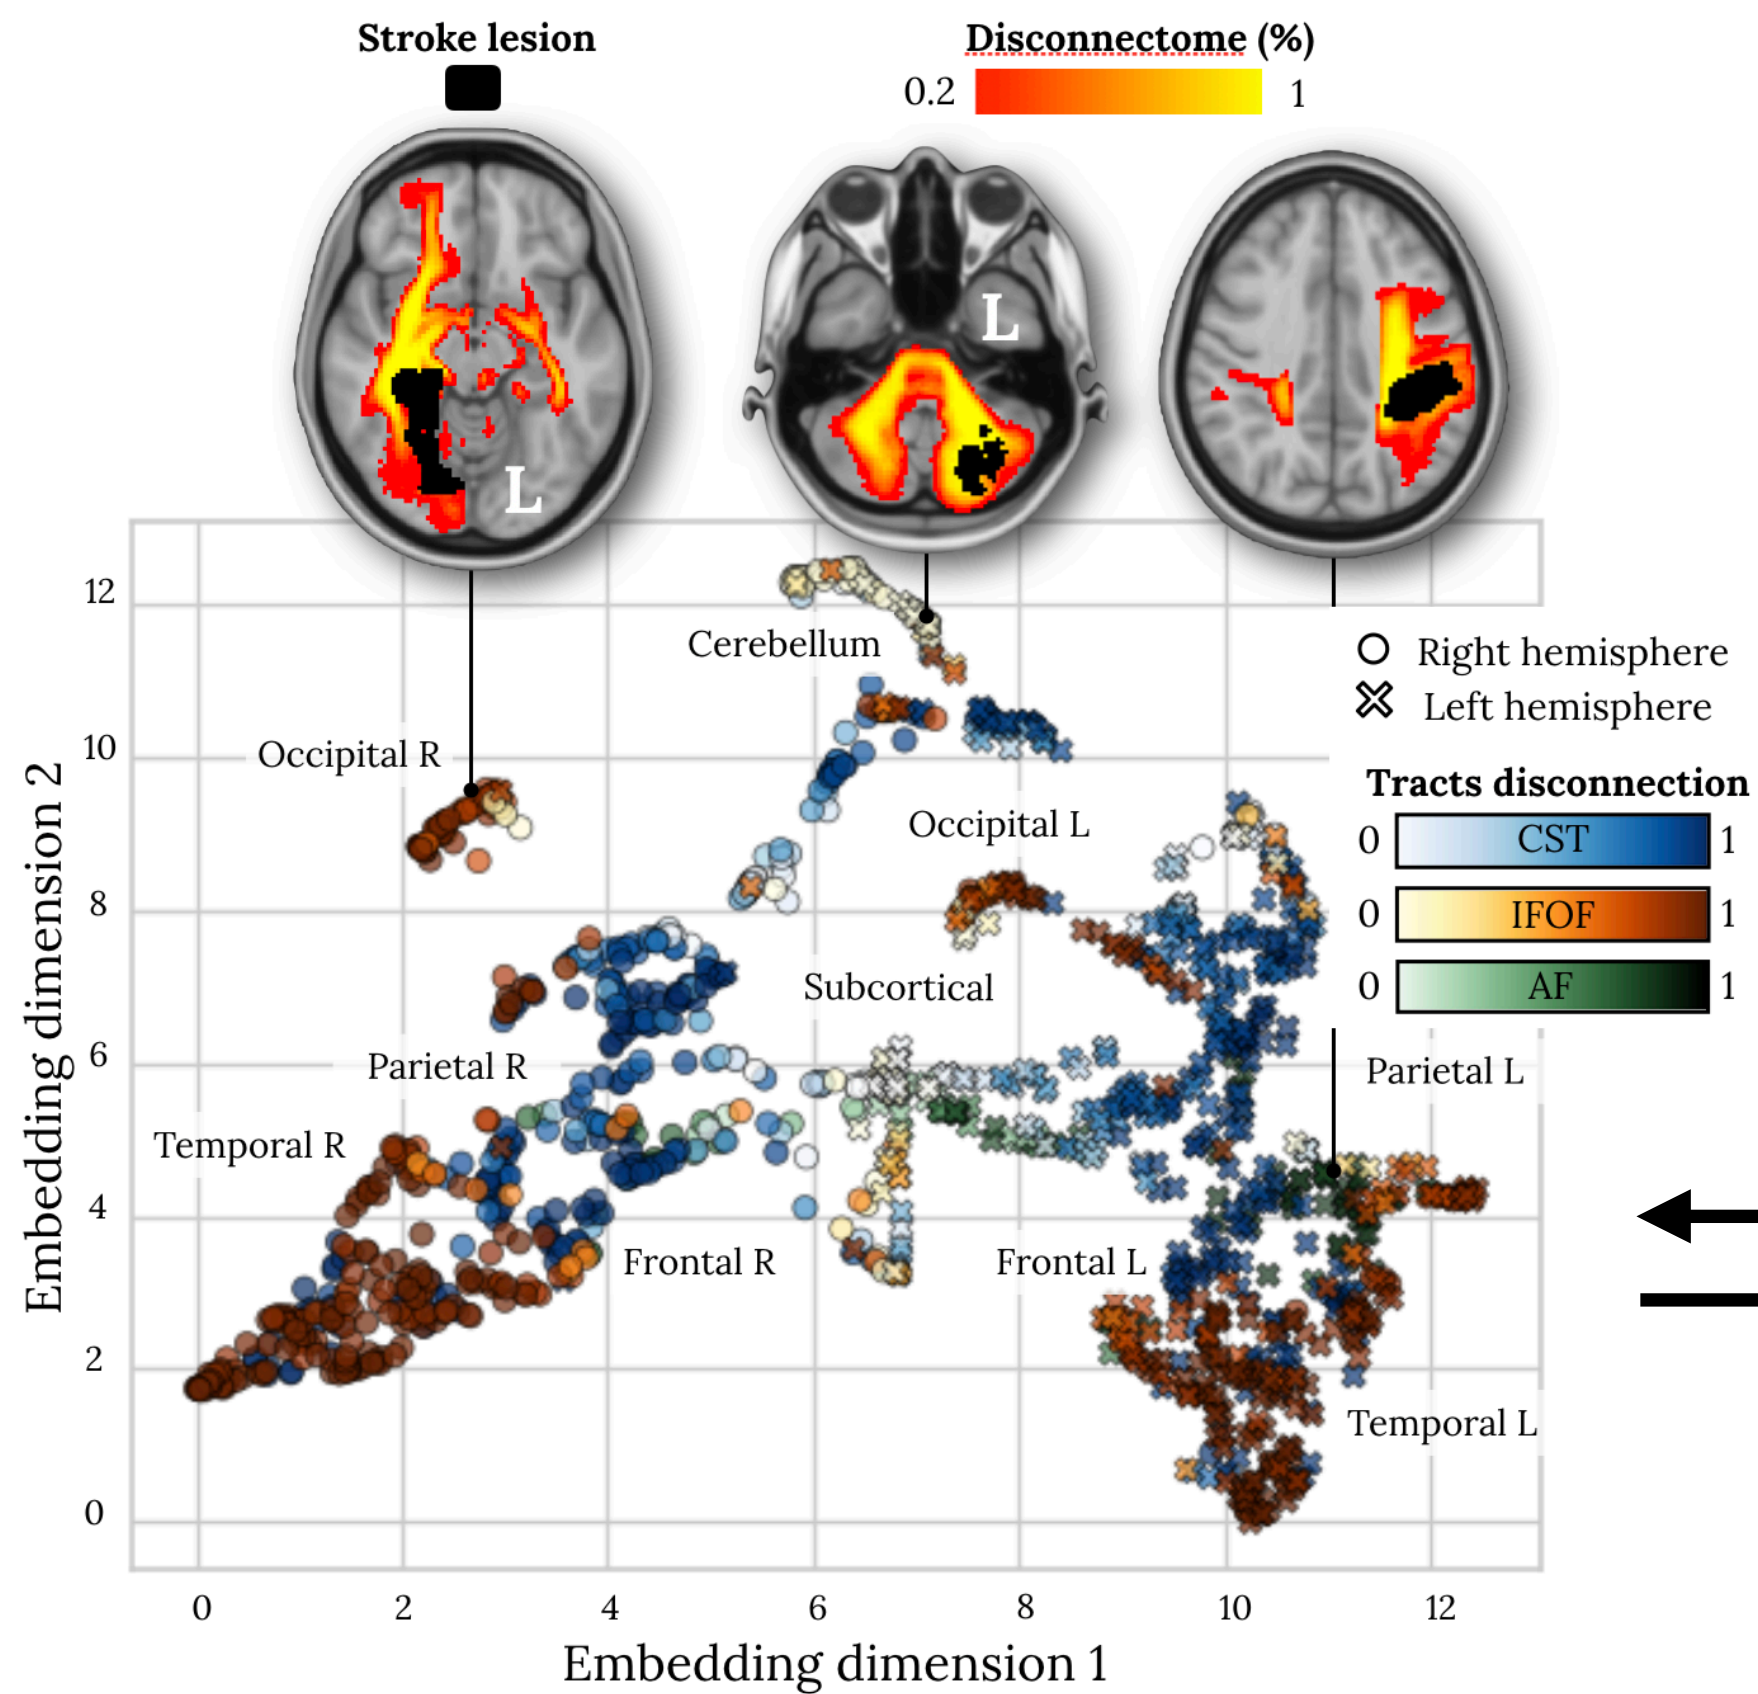 Stroke lesion
Disconnectome (%)
0.2
1
L
L
12
10
8
6
4
2
0
Embedding dimension 2
Cerebellum
Occipital R
Occipital L
Subcortical
Parietal R
Parietal L
Temporal R
Frontal R
Frontal L
Temporal L
Right hemisphere
Left hemisphere
Tracts disconnection
0 CST 1
0 IFOF 1
0 AF 1
0 2 4 6 8 10 12
Embedding dimension 1